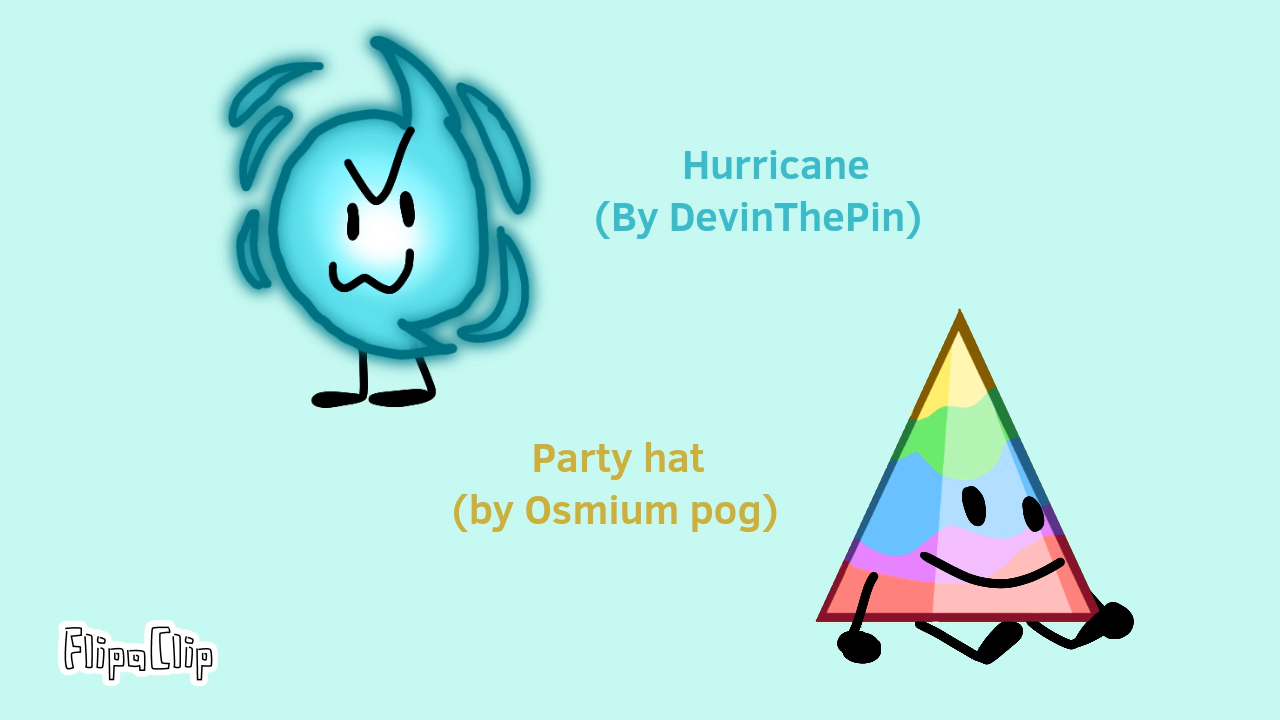 Hurricane
(By DevinThePin)
Party hat
(by Osmium pog)
FlipaClip